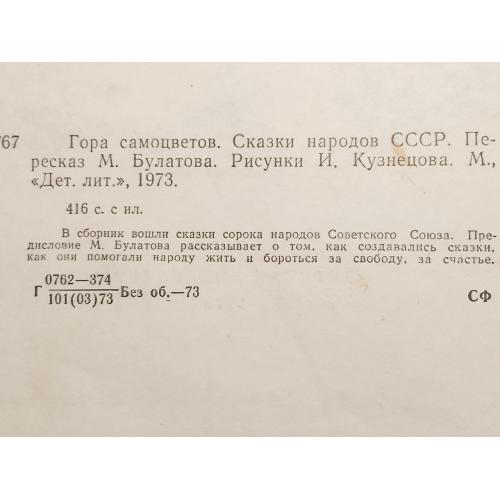 767 Гора самоцветов. Сказки народов СССР. Пе-
ресказ М. Булатова. Рисунки И. Кузнецова. М.,
«Дет. лит.», 1973.
416 с. с ил.
В сборник вошли сказки сорока народов Советского Союза. Пре-
дисловие М. Булатова рассказывает о том, как создавались сказки,
как они помогали народу жить и бороться за свободу, за счастье.
0762—374
Г Без об.—73
101(03)73
СФ